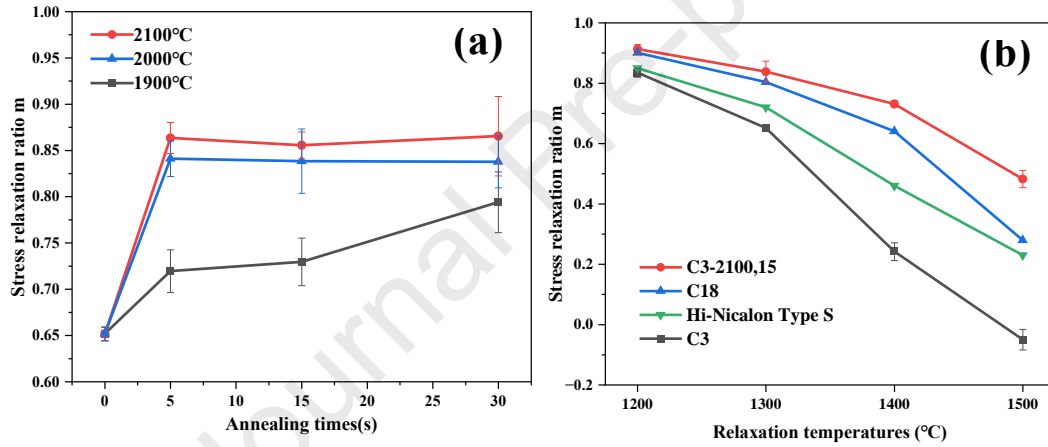 (a)
2100°C
2000°C
1900°C
1.00
0.95
0.90
0.85
0.80
0.75
0.70
0.65
0.60
Stress relaxation ratio m
0 5 10 15 20 25 30
Annealing times(s)
(b)
1.0
0.8
0.6
0.4
0.2
0.0
−0.2
Stress relaxation ratio m
C3-2100,15
C18
Hi-Nicalon Type S
C3
1200 1300 1400 1500
Relaxation temperatures (°C)
Journal Pre-p